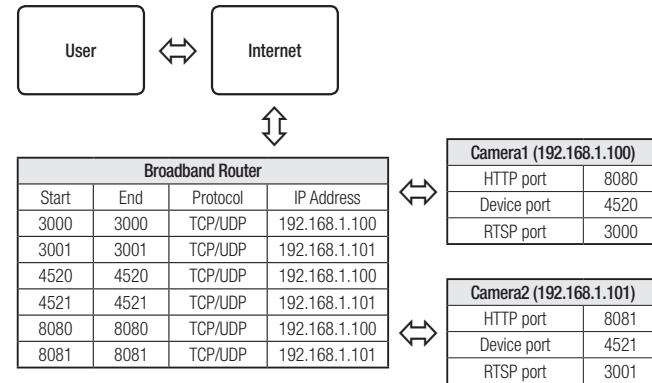 User
Internet
Broadband Router
Start End Protocol IP Address
3000 3000 TCP/UDP 192.168.1.100
3001 3001 TCP/UDP 192.168.1.101
4520 4520 TCP/UDP 192.168.1.100
4521 4521 TCP/UDP 192.168.1.101
8080 8080 TCP/UDP 192.168.1.100
8081 8081 TCP/UDP 192.168.1.101
Camera1 (192.168.1.100)
HTTP port 8080
Device port 4520
RTSP port 3000
Camera2 (192.168.1.101)
HTTP port 8081
Device port 4521
RTSP port 3001